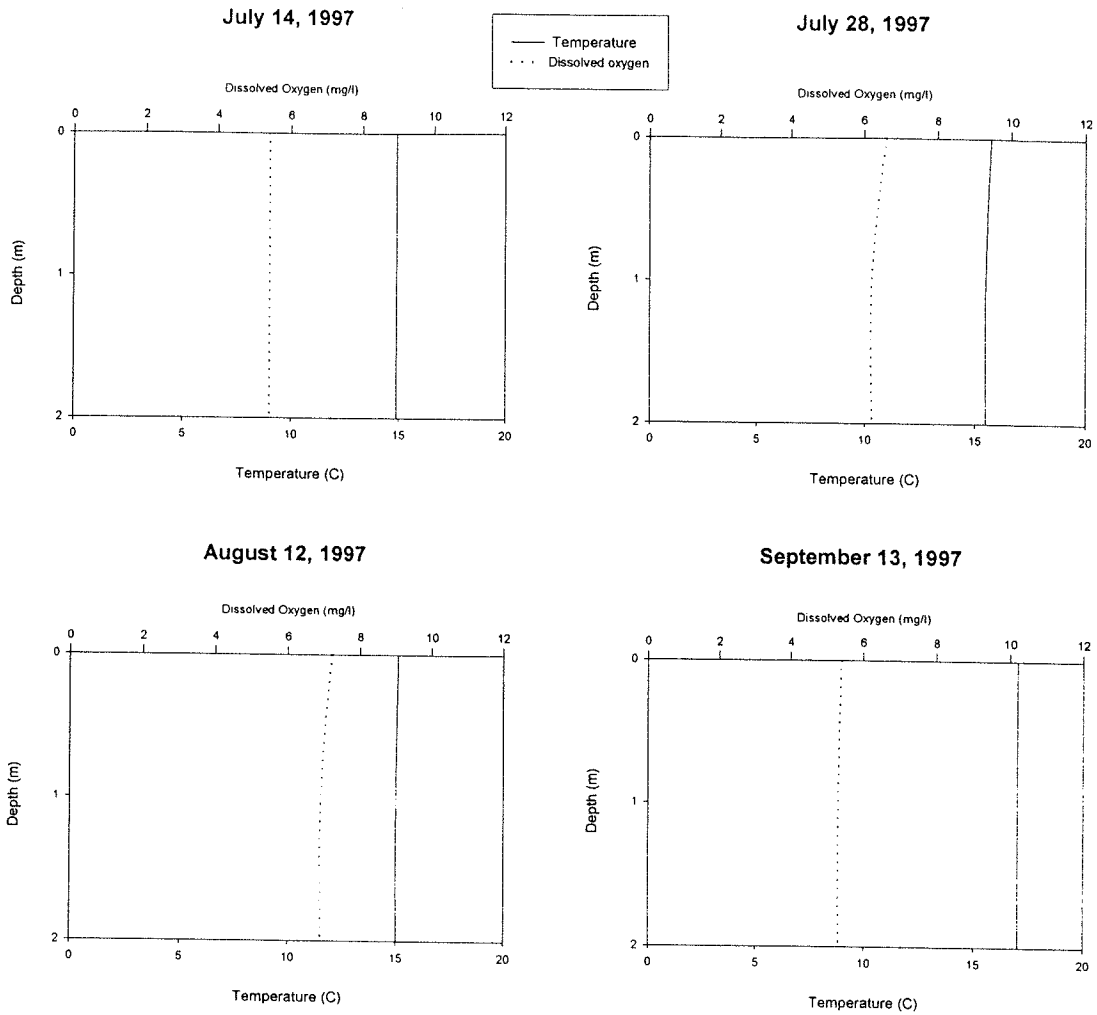 July 14, 1997
Temperature
Dissolved oxygen
July 28, 1997
Dissolved Oxygen (mg/l)
0 2 4 6 8 10 12
0
1
2
Depth (m)
0 5 10 15 20
Temperature (C)
Dissolved Oxygen (mg/l)
0 2 4 6 8 10 12
0
1
2
Depth (m)
0 5 10 15 20
Temperature (C)
August 12, 1997
Dissolved Oxygen (mg/l)
0 2 4 6 8 10 12
0
1
2
Depth (m)
0 5 10 15 20
Temperature (C)
September 13, 1997
Dissolved Oxygen (mg/l)
0 2 4 6 8 10 12
0
1
2
Depth (m)
0 5 10 15 20
Temperature (C)